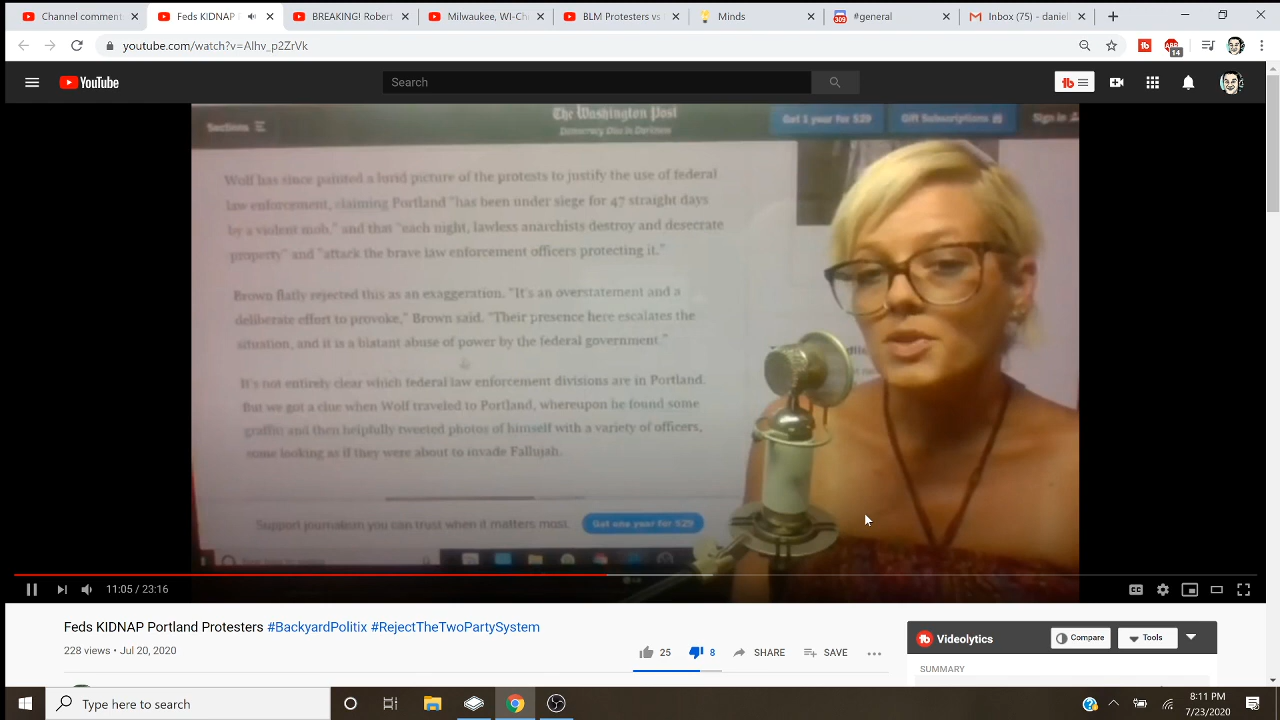 Channel comment
Feds KIDNAP
BREAKING! Robert
Milwaukee, WI-Ch
BLM Protesters vs
Minds
309
#general
Inbox (75) - daniel
youtube.com/watch?v=AIhv_p2ZrVk
14
YouTube
Search
The Washington Post
Democracy Dies in Darkness
Sections
Get 1 year for $29
Gift Subscriptions
Sign in
Wolf has since painted a lurid picture of the protests to justify the use of federal
law enforcement, claiming Portland "has been under siege for 47 straight days
by a violent mob," and that "each night, lawless anarchists destroy and desecrate
property" and "attack the brave law enforcement officers protecting it."
Brown flatly rejected this as an exaggeration. "It's an overstatement and a
deliberate effort to provoke," Brown said. "Their presence here escalates the
situation, and it is a blatant abuse of power by the federal government."
It's not entirely clear which federal law enforcement divisions are in Portland.
But we got a clue when Wolf traveled to Portland, whereupon he found some
graffiti and then helpfully tweeted photos of himself with a variety of officers,
some looking as if they were about to invade Fallujah.
Support journalism you can trust when it matters most.
Get one year for $29
11:05 / 23:16
Feds KIDNAP Portland Protesters #BackyardPolitix #RejectTheTwoPartySystem
228 views • Jul 20, 2020
25
8
SHARE
SAVE
tb
Videolytics
Compare
Tools
SUMMARY
Type here to search
8:11 PM
7/23/2020